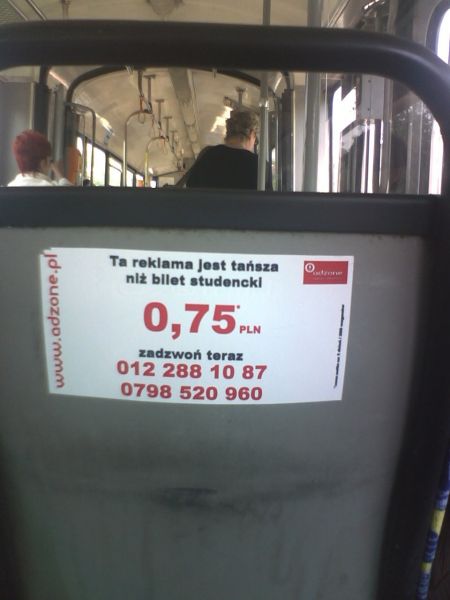 Ta reklama jest tańsza
niż bilet studencki
adzone
0,75* PLN
zadzwoń teraz
012 288 10 87
0798 520 960
www.adzone.pl